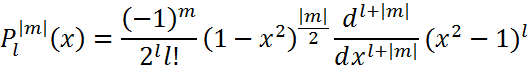 P_l^{|m|}(x) = \frac{(-1)^m}{2^l l!} (1 - x^2)^{\frac{|m|}{2}} \frac{d^{l+|m|}}{dx^{l+|m|}} (x^2 - 1)^l